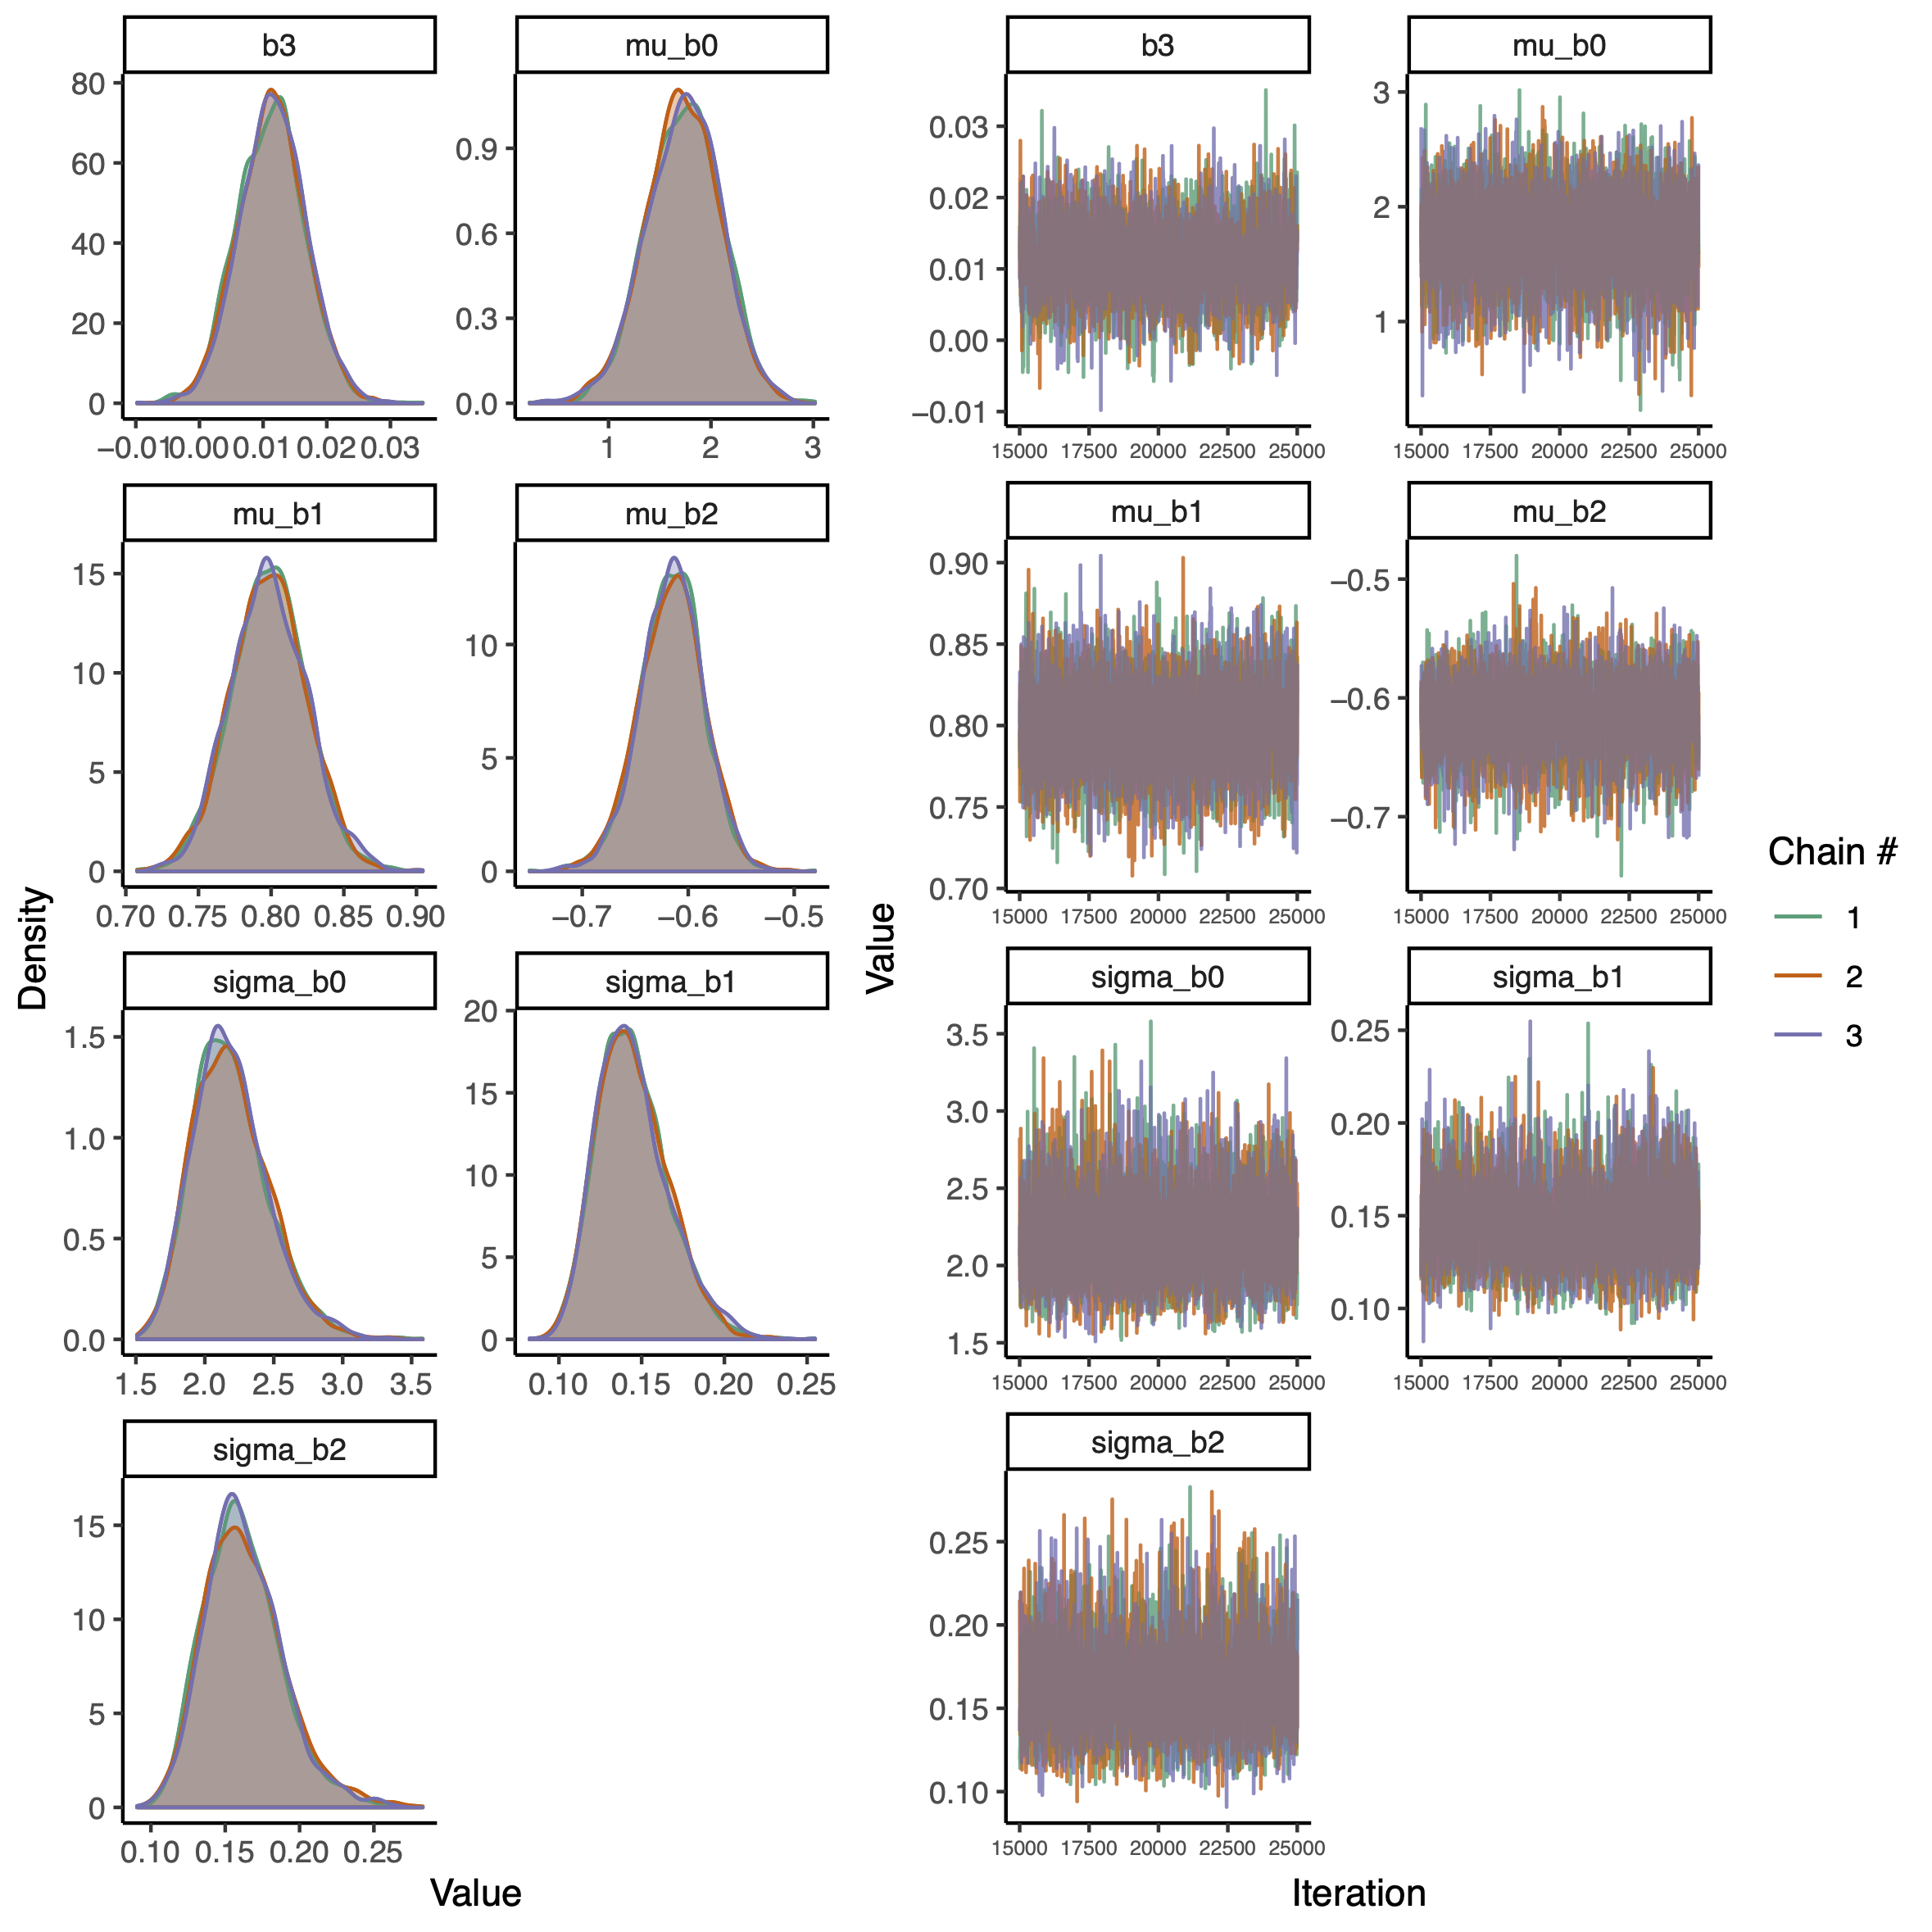 b3
mu_b0
b3
mu_b0
80
60
40
20
0
0.9
0.6
0.3
0.0
0.03
0.02
0.01
0.00
−0.01
3
2
1
−0.01 0.00 0.01 0.02 0.03
1 2 3
15000 17500 20000 22500 25000
15000 17500 20000 22500 25000
mu_b1
mu_b2
mu_b1
mu_b2
15
10
5
0
10
5
0
0.90
0.85
0.80
0.75
0.70
−0.5
−0.6
−0.7
0.70 0.75 0.80 0.85 0.90
−0.7 −0.6 −0.5
15000 17500 20000 22500 25000
15000 17500 20000 22500 25000
Density
Value
Chain #
1
2
3
sigma_b0
sigma_b1
sigma_b0
sigma_b1
1.5
1.0
0.5
0.0
20
15
10
5
0
3.5
3.0
2.5
2.0
1.5
0.25
0.20
0.15
0.10
1.5 2.0 2.5 3.0 3.5
0.10 0.15 0.20 0.25
15000 17500 20000 22500 25000
15000 17500 20000 22500 25000
sigma_b2
sigma_b2
15
10
5
0
0.25
0.20
0.15
0.10
0.10 0.15 0.20 0.25
15000 17500 20000 22500 25000
Value
Iteration